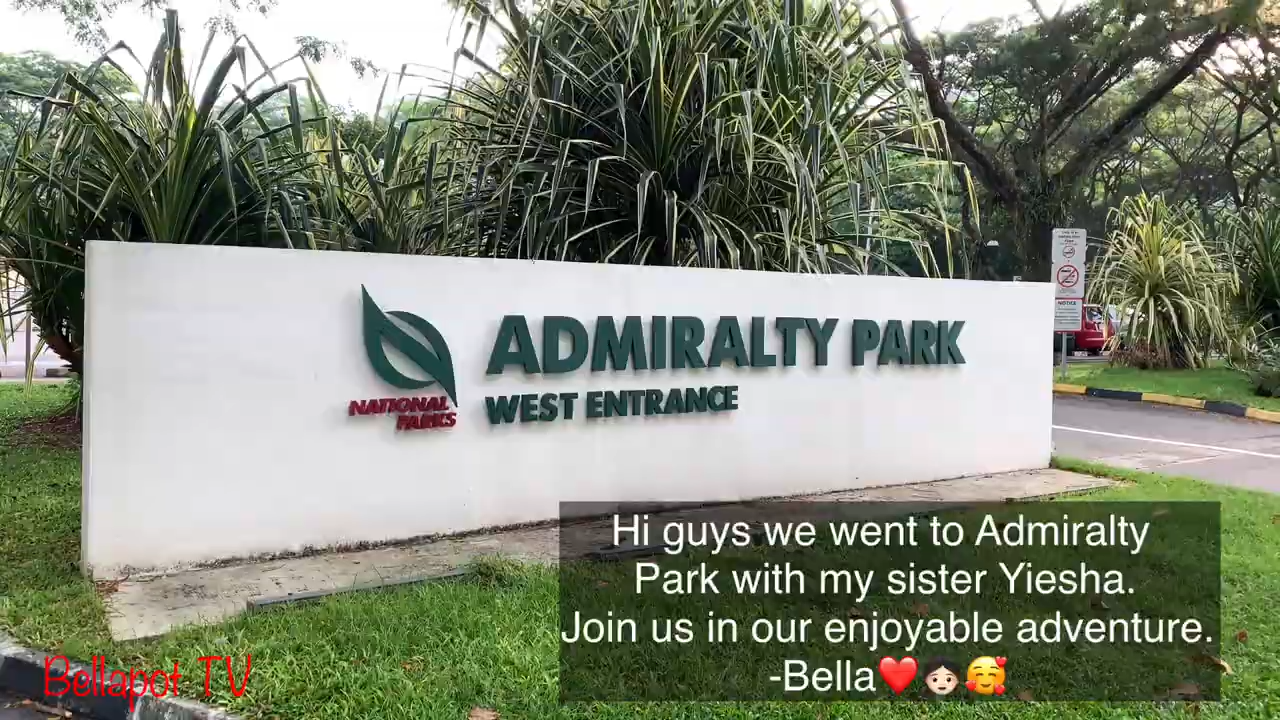 ADMIRALTY PARK
NATIONAL
PARKS
WEST ENTRANCE
NOTICE
Hi guys we went to Admiralty
Park with my sister Yiesha.
Join us in our enjoyable adventure.
-Bella❤️👧🏻🥰
Bellapot TV